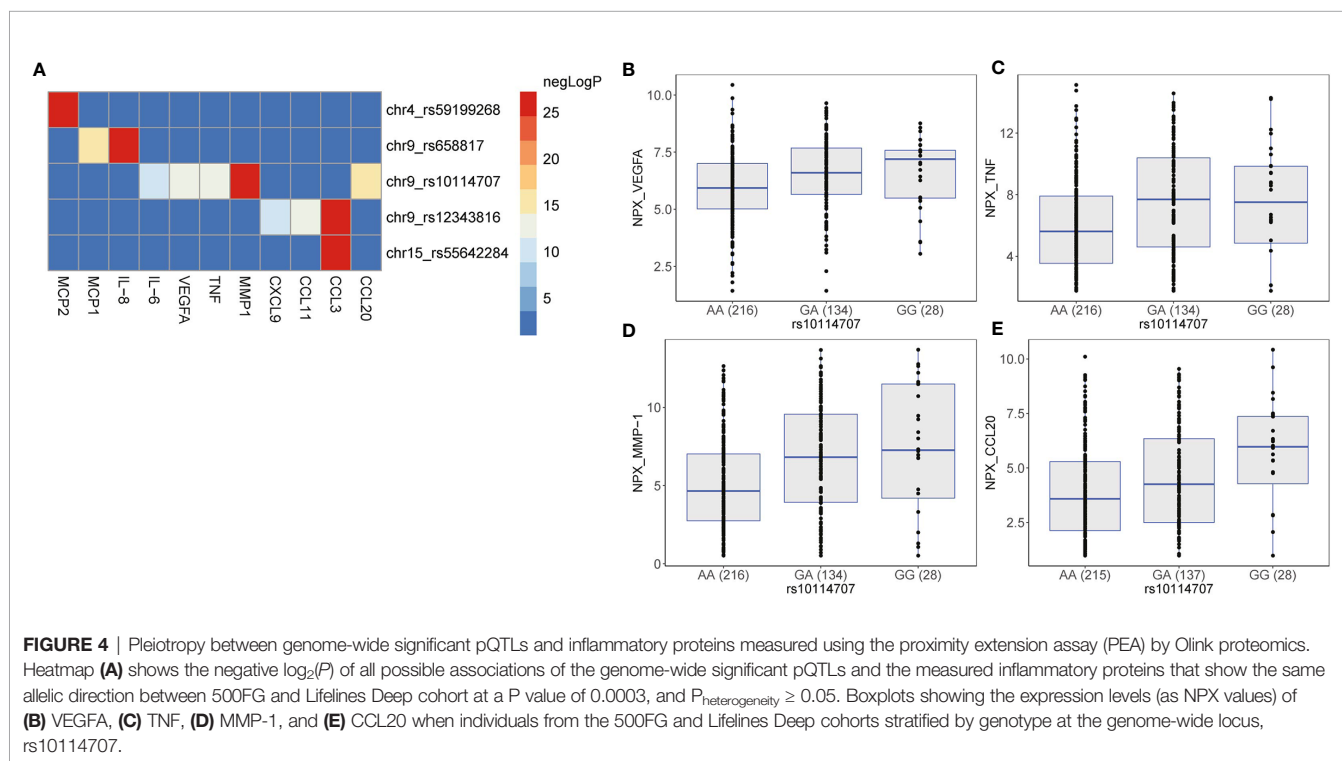 A
negLogP
25
20
15
10
5
chr4_rs59199268
chr9_rs658817
chr9_rs10114707
chr9_rs12343816
chr15_rs55642284
MCP2
MCP1
IL-8
IL-6
VEGFA
TNF
MMP1
CXCL9
CCL11
CCL3
CCL20
B
NPX_VEGFA
10.0
7.5
5.0
2.5
AA (216) GA (134) GG (28)
rs10114707
C
NPX_TNF
12
8
4
AA (216) GA (134) GG (28)
rs10114707
D
NPX_MMP-1
10
5
0
AA (216) GA (134) GG (28)
rs10114707
E
NPX_CCL20
10.0
7.5
5.0
2.5
AA (215) GA (137) GG (28)
rs10114707
FIGURE 4 | Pleiotropy between genome-wide significant pQTLs and inflammatory proteins measured using the proximity extension assay (PEA) by Olink proteomics.
Heatmap (A) shows the negative log₂(P) of all possible associations of the genome-wide significant pQTLs and the measured inflammatory proteins that show the same
allelic direction between 500FG and Lifelines Deep cohort at a P value of 0.0003, and Pheterogeneity ≥ 0.05. Boxplots showing the expression levels (as NPX values) of
(B) VEGFA, (C) TNF, (D) MMP-1, and (E) CCL20 when individuals from the 500FG and Lifelines Deep cohorts stratified by genotype at the genome-wide locus,
rs10114707.